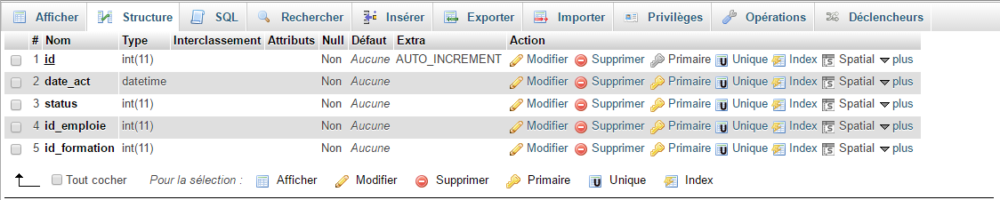 Afficher Structure SQL Rechercher Insérer Exporter Importer Privilèges Opérations Déclencheurs
# Nom Type Interclassement Attributs Null Défaut Extra Action
1 id int(11) Non Aucune AUTO_INCREMENT Modifier Supprimer Primaire Unique Index Spatial plus
2 date_act datetime Non Aucune Modifier Supprimer Primaire Unique Index Spatial plus
3 status int(11) Non Aucune Modifier Supprimer Primaire Unique Index Spatial plus
4 id_emploie int(11) Non Aucune Modifier Supprimer Primaire Unique Index Spatial plus
5 id_formation int(11) Non Aucune Modifier Supprimer Primaire Unique Index Spatial plus
Tout cocher Pour la sélection : Afficher Modifier Supprimer Primaire Unique Index